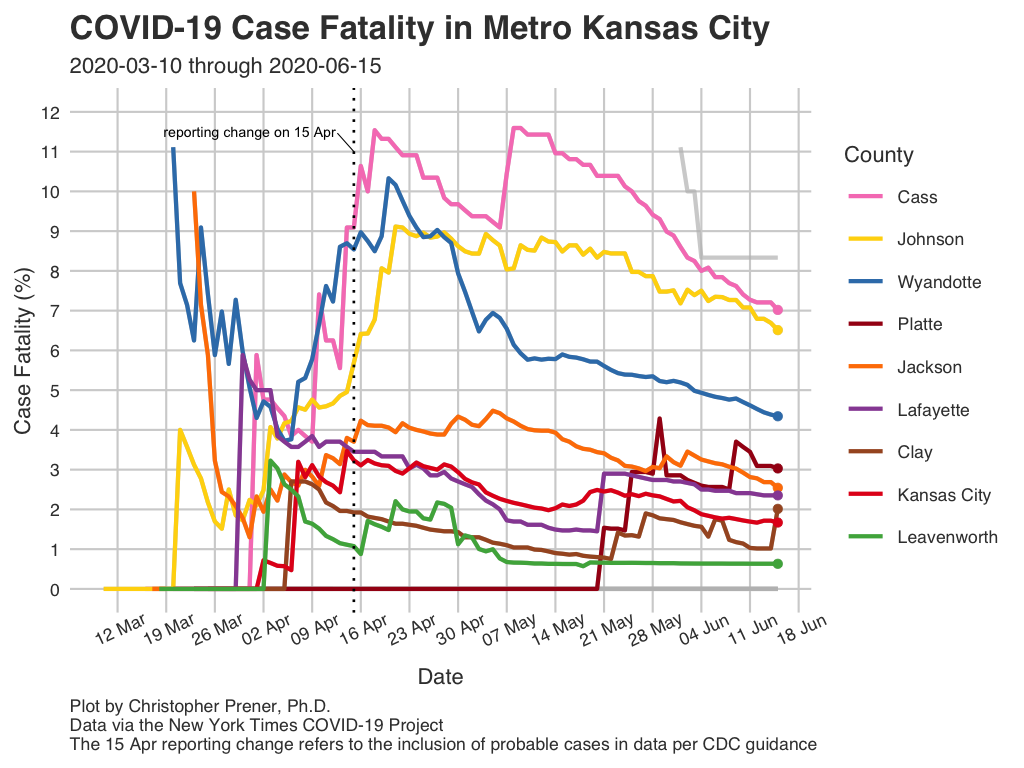 COVID-19 Case Fatality in Metro Kansas City
2020-03-10 through 2020-06-15
Case Fatality (%)
12
11
10
9
8
7
6
5
4
3
2
1
0
reporting change on 15 Apr
12 Mar
19 Mar
26 Mar
02 Apr
09 Apr
16 Apr
23 Apr
30 Apr
07 May
14 May
21 May
28 May
04 Jun
11 Jun
18 Jun
Date
County
Cass
Johnson
Wyandotte
Platte
Jackson
Lafayette
Clay
Kansas City
Leavenworth
Plot by Christopher Prener, Ph.D.
Data via the New York Times COVID-19 Project
The 15 Apr reporting change refers to the inclusion of probable cases in data per CDC guidance